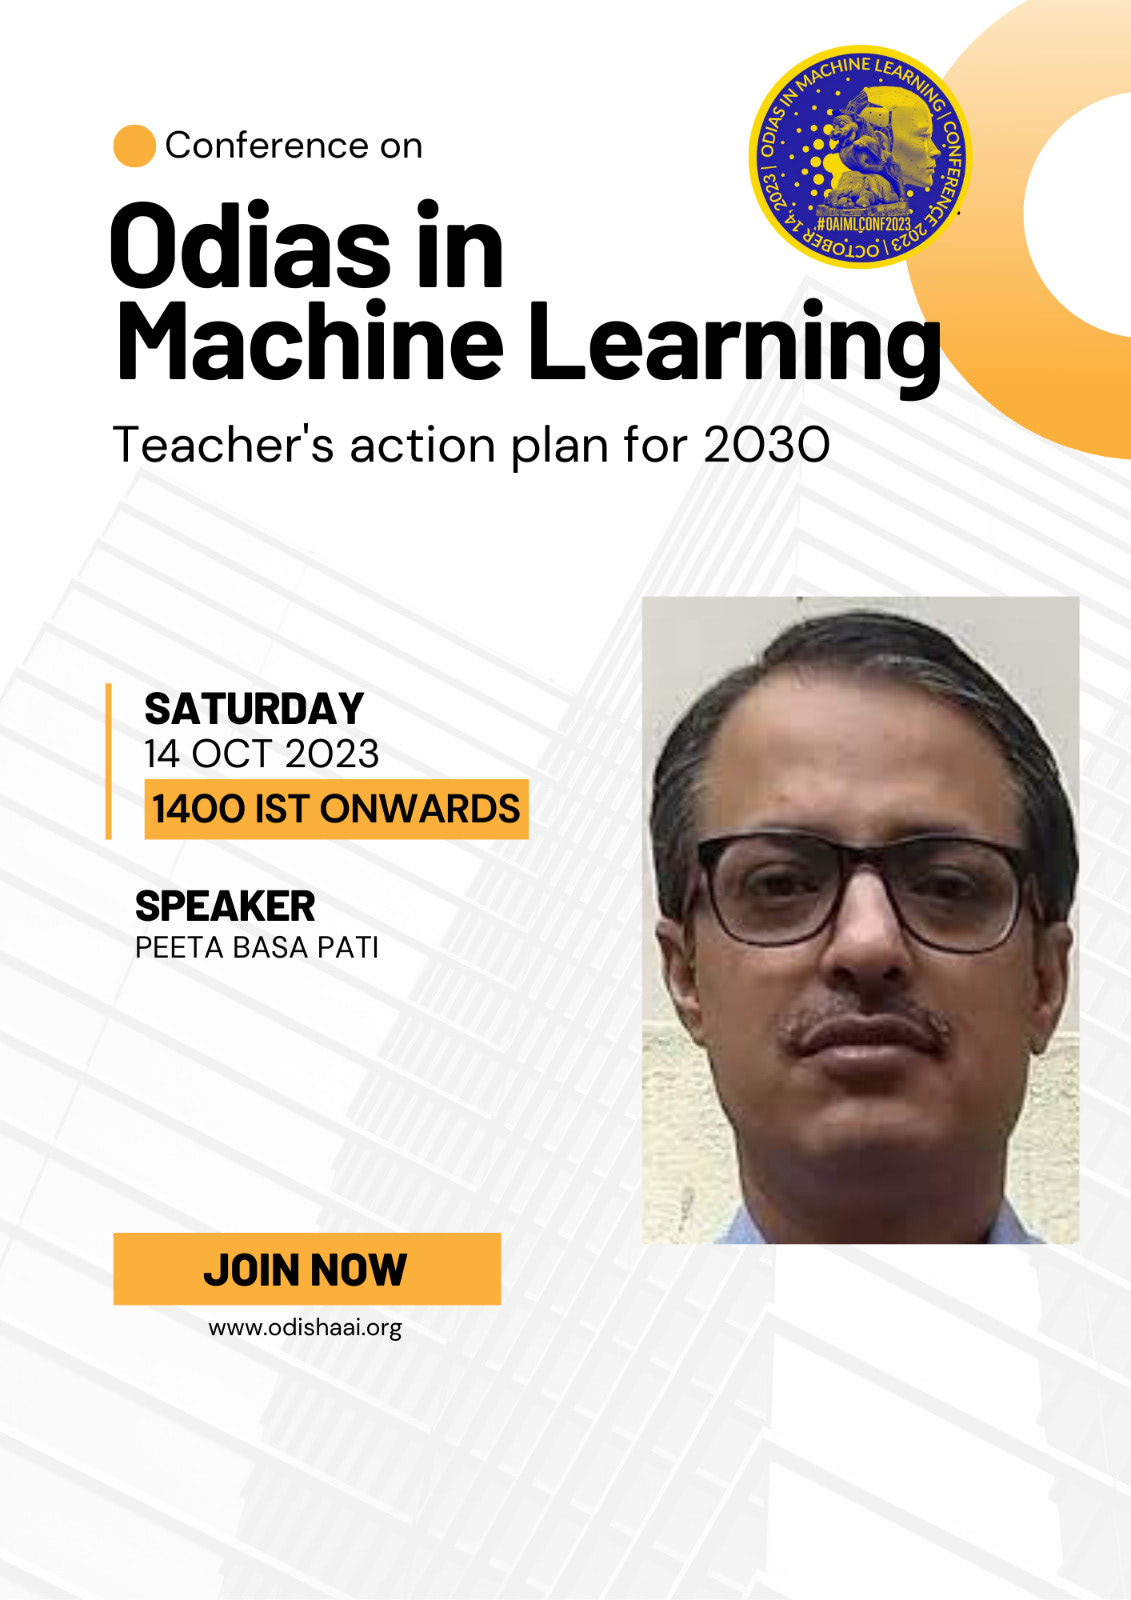 Conference on
Odias in
Machine Learning
Teacher's action plan for 2030
ODIAS IN MACHINE LEARNING | CONFERENCE 2023 | OCTOBER 14, 2023 |
#OAIMLCONF2023
SATURDAY
14 OCT 2023
1400 IST ONWARDS
SPEAKER
PEETA BASA PATI
JOIN NOW
www.odishaai.org